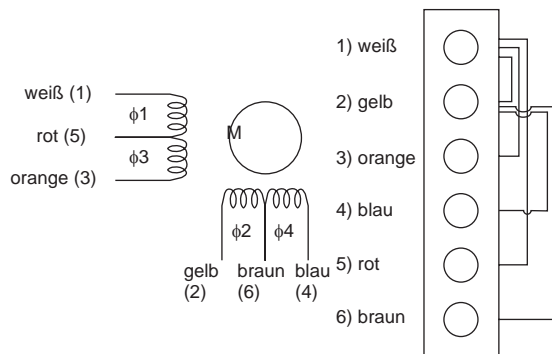 weiß (1)
ϕ1
rot (5)
ϕ3
orange (3)
M
ϕ2 ϕ4
gelb braun blau
(2) (6) (4)
1) weiß
2) gelb
3) orange
4) blau
5) rot
6) braun